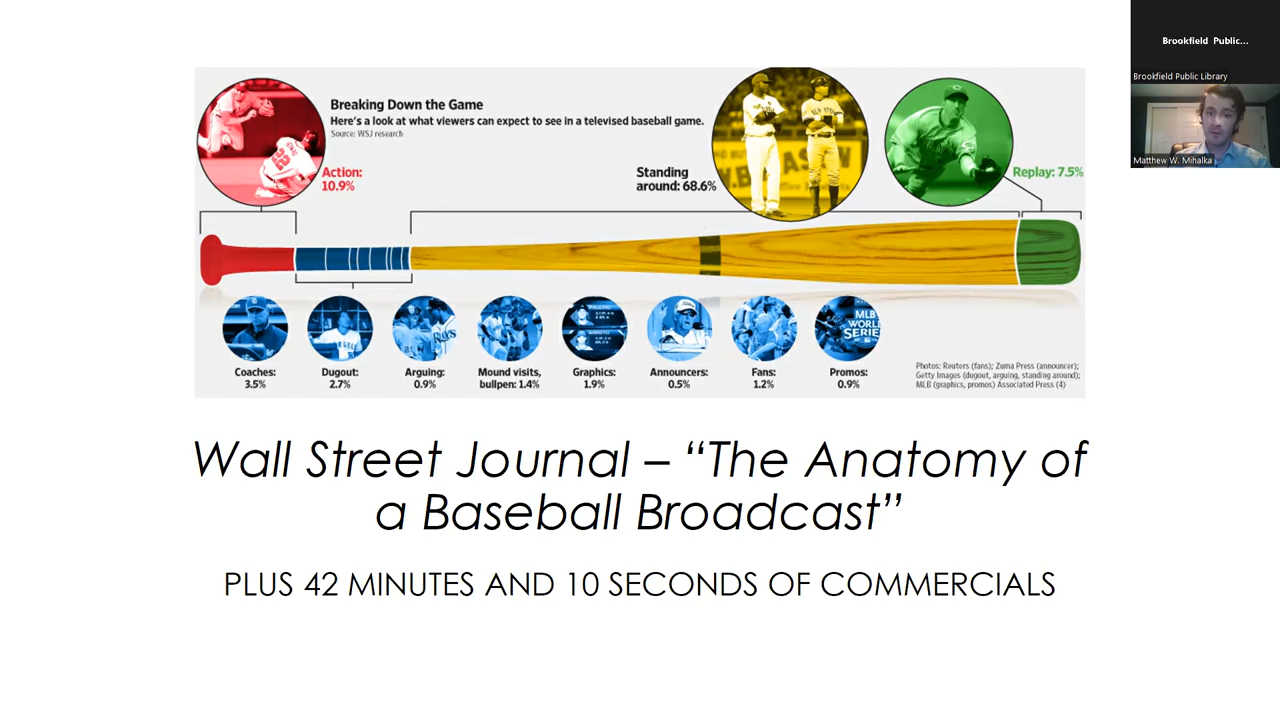 Brookfield Public...
Brookfield Public Library
Matthew W. Mihalka
Breaking Down the Game
Here's a look at what viewers can expect to see in a televised baseball game.
Source: WSJ research
Action:
10.9%
Standing
around: 68.6%
Replay: 7.5%
22
MLB
WORLD
SERIES
Rays
Coaches:
3.5%
Dugout:
2.7%
Arguing:
0.9%
Mound visits,
bullpen: 1.4%
Graphics:
1.9%
Announcers:
0.5%
Fans:
1.2%
Promos:
0.9%
Photos: Reuters (fans); Zuma Press (announcer);
Getty Images (dugout, arguing, standing around);
MLB (graphics, promos) Associated Press (4)
Wall Street Journal – “The Anatomy of
a Baseball Broadcast”
PLUS 42 MINUTES AND 10 SECONDS OF COMMERCIALS